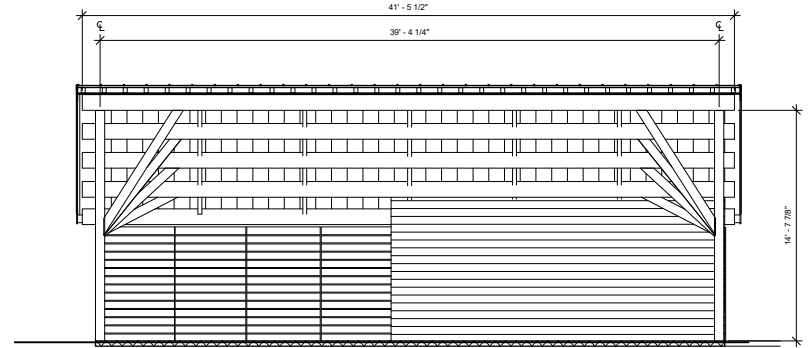 41' - 5 1/2"
℄ ℄
39' - 4 1/4"
14' - 7 7/8"